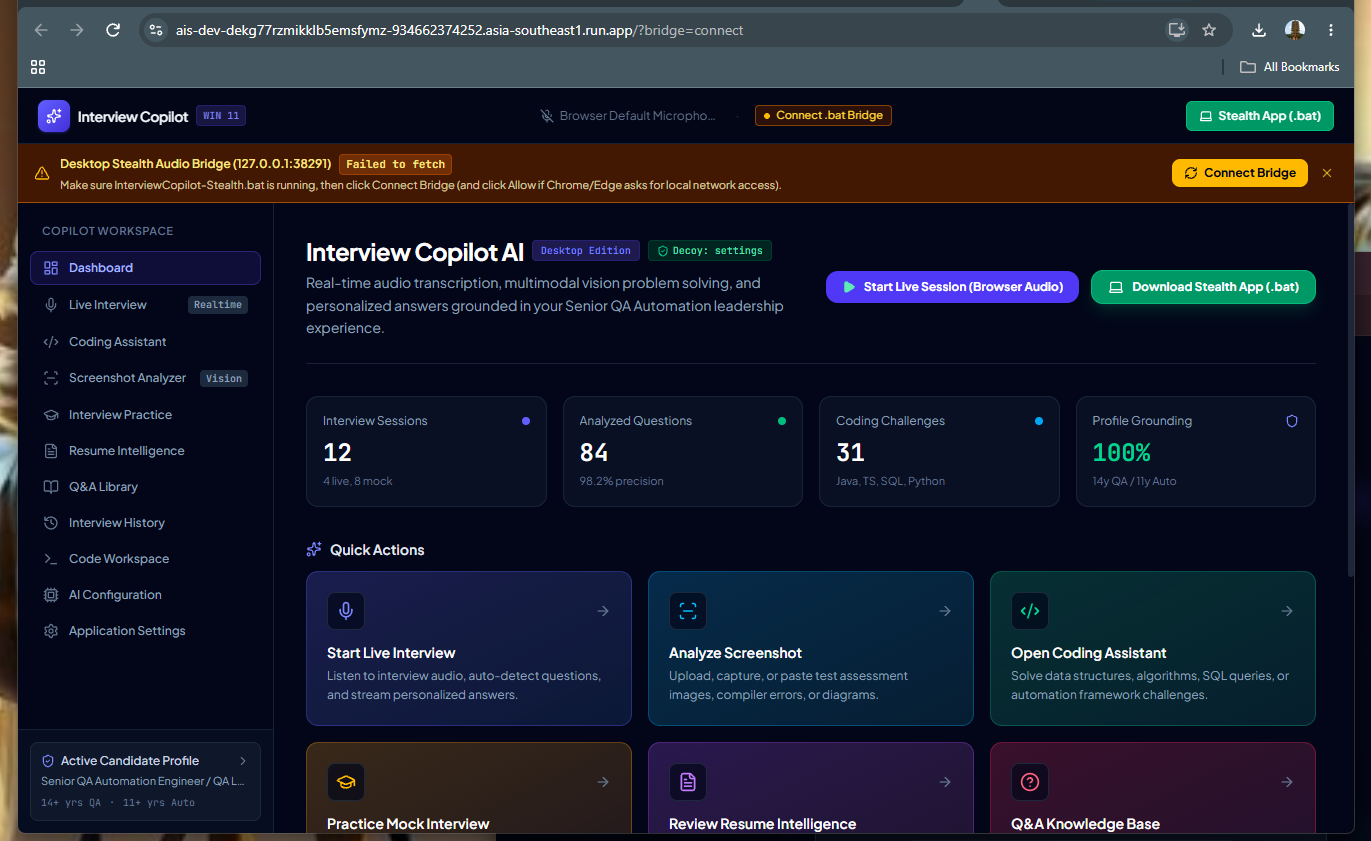 ais-dev-dekg77rzmikklb5emsfymz-934662374252.asia-southeast1.run.app/?bridge=connect
All Bookmarks
Interview Copilot WIN 11
Browser Default Micropho...
Connect .bat Bridge
Stealth App (.bat)
Desktop Stealth Audio Bridge (127.0.0.1:38291) Failed to fetch
Make sure InterviewCopilot-Stealth.bat is running, then click Connect Bridge (and click Allow if Chrome/Edge asks for local network access).
Connect Bridge
COPILOT WORKSPACE
Dashboard
Live Interview Realtime
Coding Assistant
Screenshot Analyzer Vision
Interview Practice
Resume Intelligence
Q&A Library
Interview History
Code Workspace
AI Configuration
Application Settings
Active Candidate Profile
Senior QA Automation Engineer / QA L...
14+ yrs QA · 11+ yrs Auto
Interview Copilot AI Desktop Edition Decoy: settings
Real-time audio transcription, multimodal vision problem solving, and
personalized answers grounded in your Senior QA Automation leadership
experience.
Start Live Session (Browser Audio)
Download Stealth App (.bat)
Interview Sessions
12
4 live, 8 mock
Analyzed Questions
84
98.2% precision
Coding Challenges
31
Java, TS, SQL, Python
Profile Grounding
100%
14y QA / 11y Auto
Quick Actions
Start Live Interview
Listen to interview audio, auto-detect questions,
and stream personalized answers.
Analyze Screenshot
Upload, capture, or paste test assessment
images, compiler errors, or diagrams.
Open Coding Assistant
Solve data structures, algorithms, SQL queries, or
automation framework challenges.
Practice Mock Interview
Review Resume Intelligence
Q&A Knowledge Base